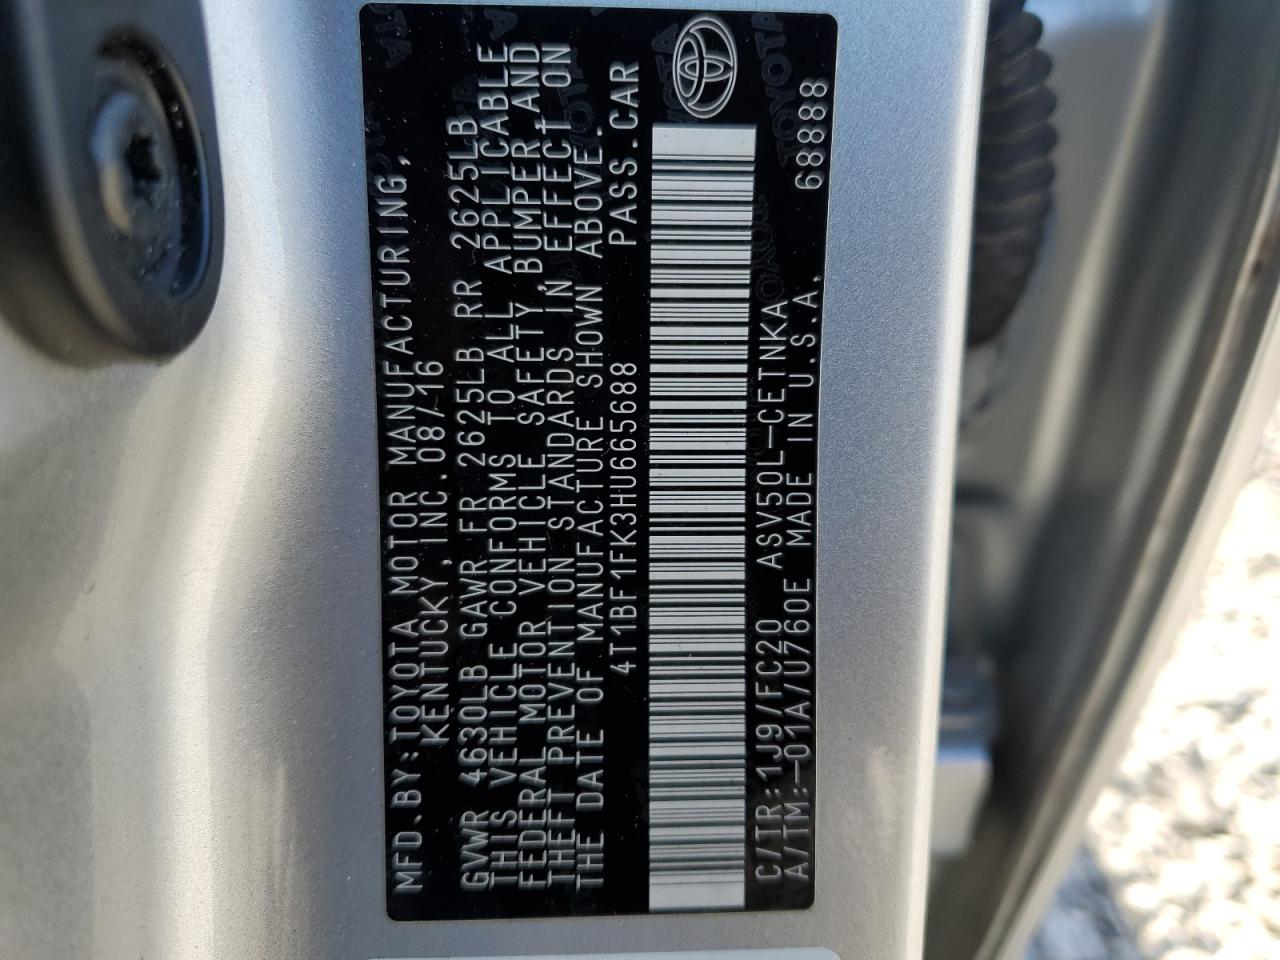 MFD.BY:TOYOTA MOTOR MANUFACTURING,
KENTUCKY,INC.08/16
GVWR 4630LB GAWR FR 2625LB RR 2625LB
THIS VEHICLE CONFORMS TO ALL APPLICABLE
FEDERAL MOTOR VEHICLE SAFETY,BUMPER,AND
THEFT PREVENTION STANDARDS IN EFFECT ON
THE DATE OF MANUFACTURE SHOWN ABOVE.
4T1BF1FK3HU665688 PASS.CAR
C/TR:1J9/FC20 ASV50L-CETNKA
A/TM:-01A/U760E MADE IN U.S.A. 68888